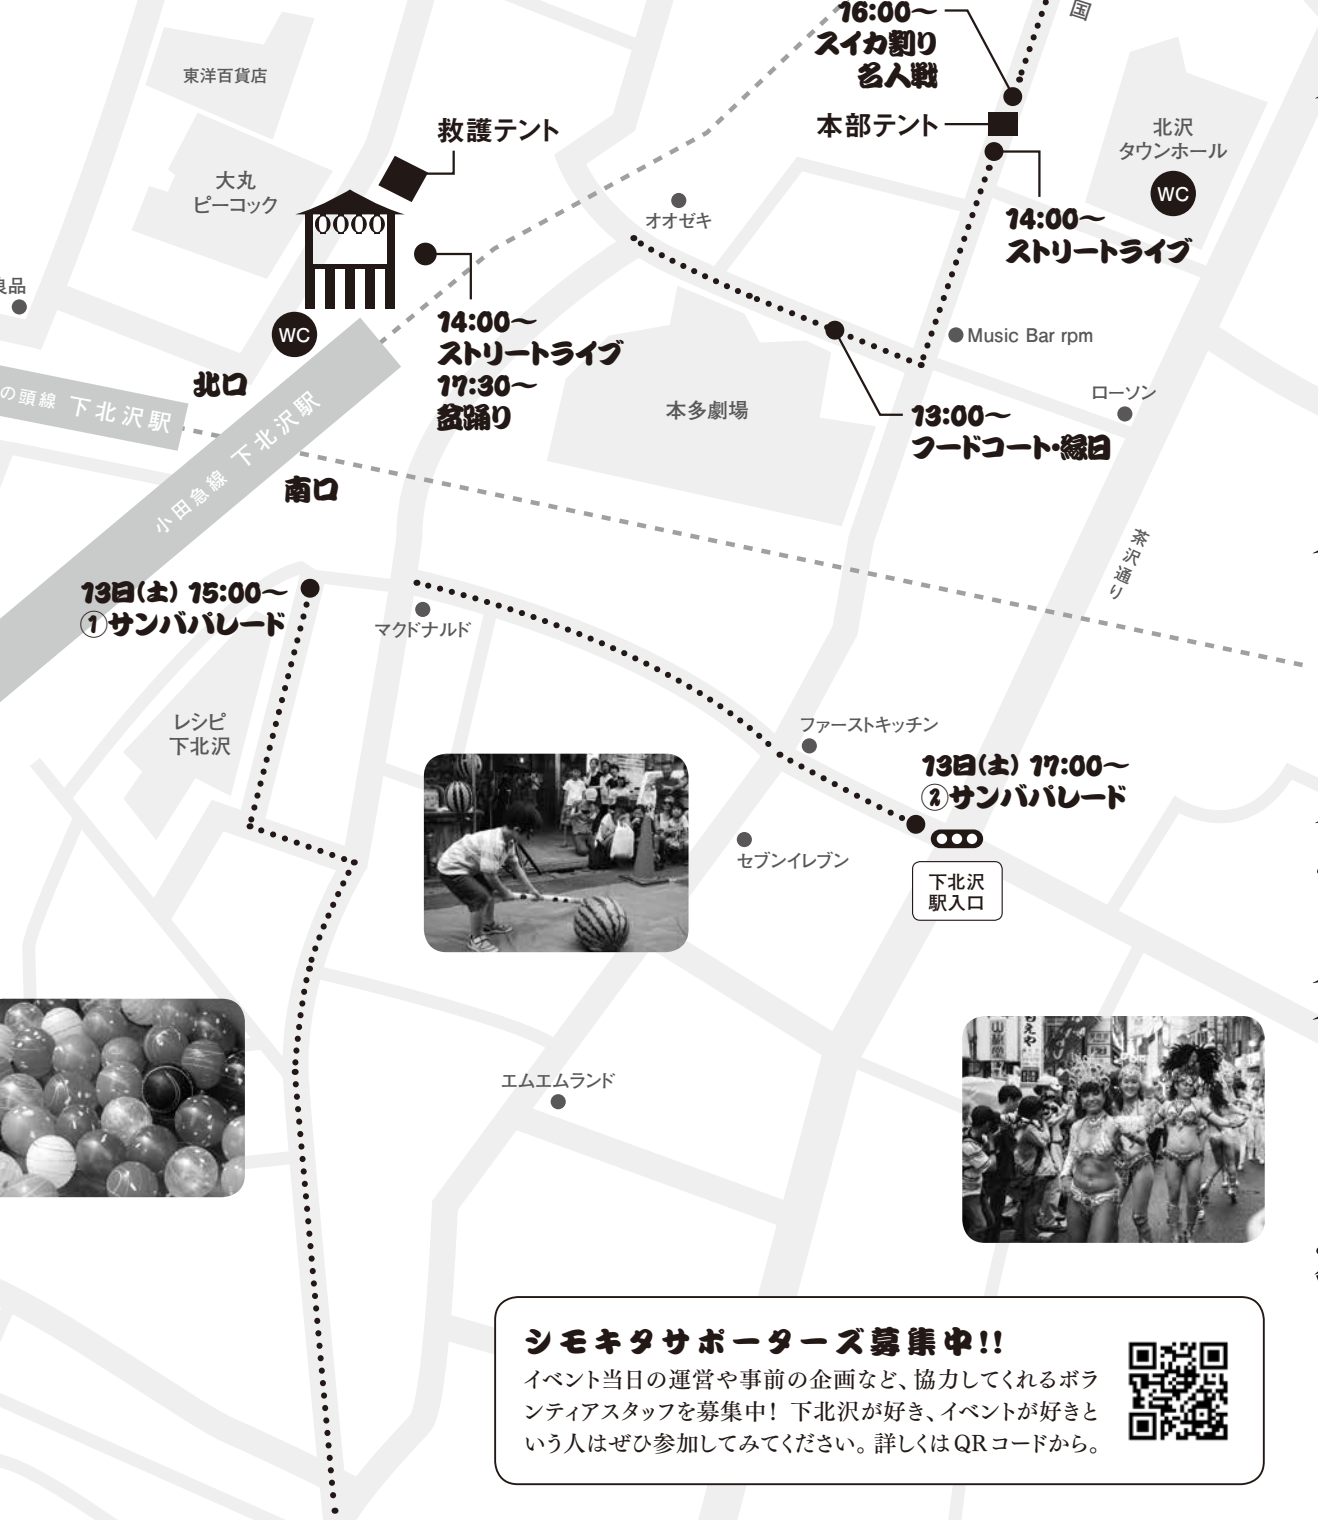 16:00〜
スイカ割り
名人戦
国
東洋百貨店
救護テント
本部テント
北沢
タウンホール
WC
大丸
ピーコック
オオゼキ
14:00〜
ストリートライブ
良品
WC
14:00〜
ストリートライブ
17:30〜
盆踊り
Music Bar rpm
北口
の頭線 下北沢駅
小田急線 下北沢駅
本多劇場
ローソン
13:00〜
フードコート・縁日
南口
茶沢通り
13日(土) 15:00〜
①サンバパレード
マクドナルド
レシピ
下北沢
ファーストキッチン
13日(土) 17:00〜
②サンバパレード
セブンイレブン
下北沢
駅入口
エムエムランド
シモキタサポーターズ募集中!!
イベント当日の運営や事前の企画など、協力してくれるボラ
ンティアスタッフを募集中! 下北沢が好き、イベントが好きと
いう人はぜひ参加してみてください。詳しくはQRコードから。